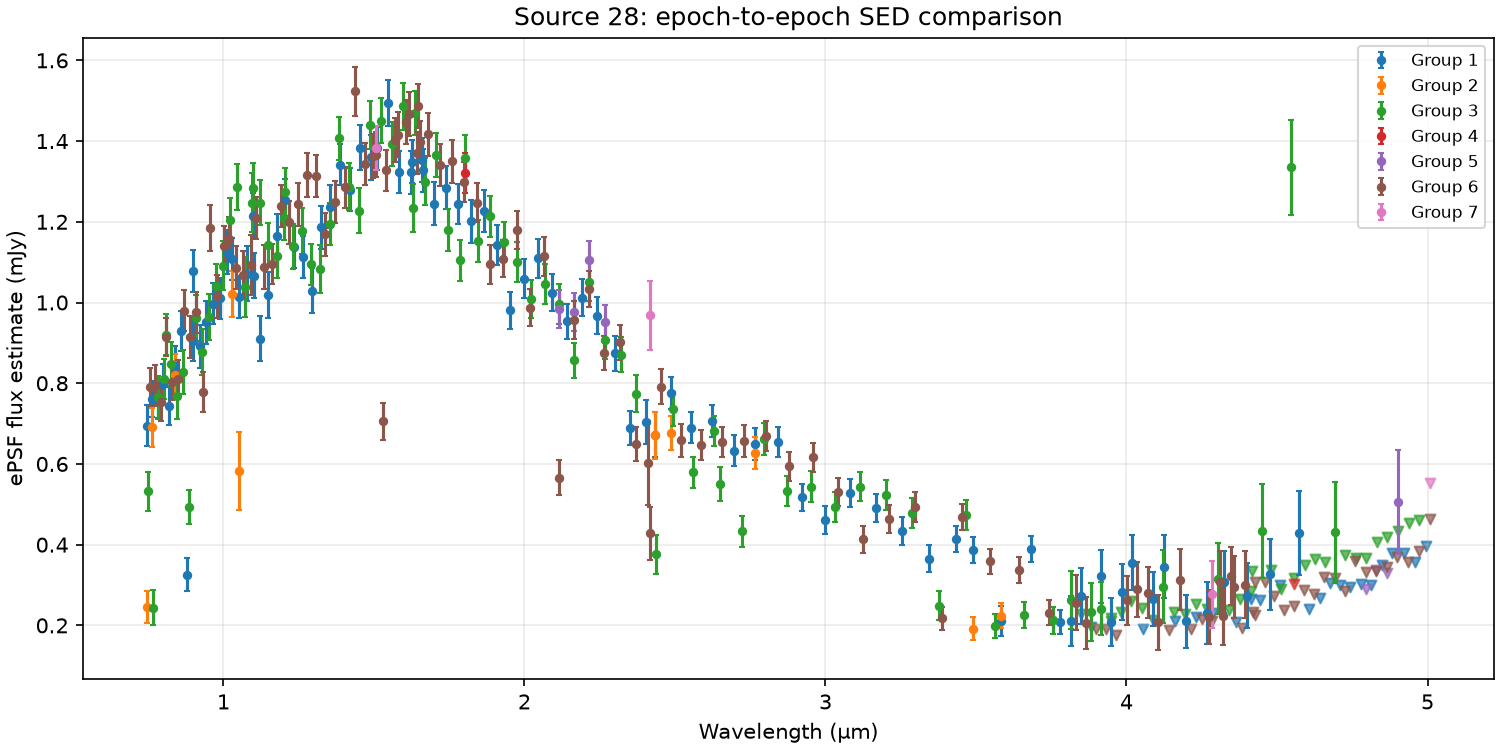 Source 28: epoch-to-epoch SED comparison
ePSF flux estimate (mJy)
1.6
1.4
1.2
1.0
0.8
0.6
0.4
0.2
Group 1
Group 2
Group 3
Group 4
Group 5
Group 6
Group 7
1 2 3 4 5
Wavelength (μm)